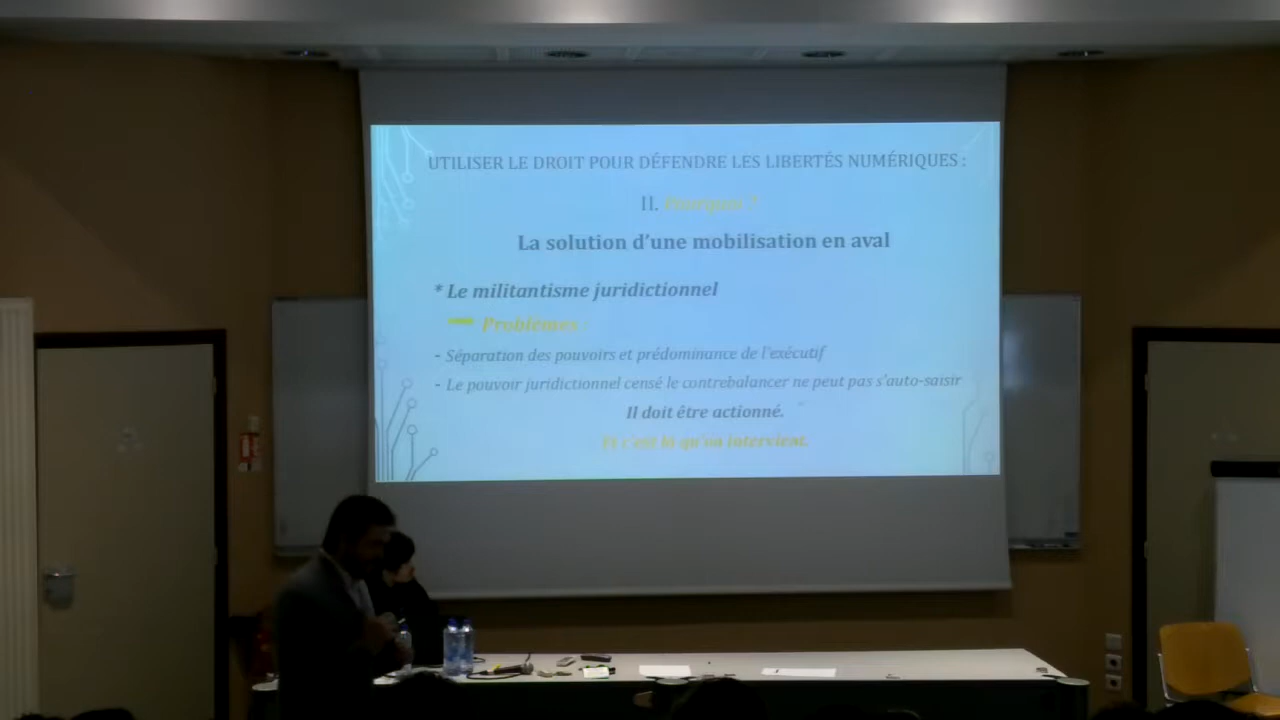 UTILISER LE DROIT POUR DÉFENDRE LES LIBERTÉS NUMÉRIQUES :
II. Pourquoi ?
La solution d'une mobilisation en aval
* Le militantisme juridictionnel
Problèmes :
- Séparation des pouvoirs et prédominance de l'exécutif
- Le pouvoir juridictionnel censé le contrebalancer ne peut pas s'auto-saisir
Il doit être actionné.
Et c'est là qu'on intervient.